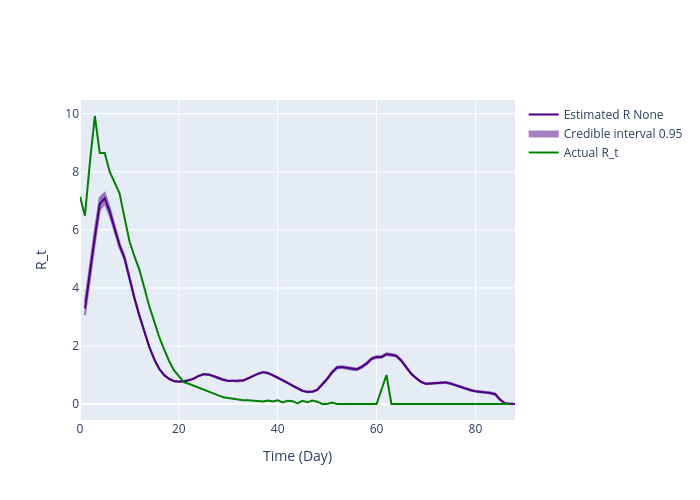 Estimated R None
Credible interval 0.95
Actual R_t
10
8
6
4
2
0
R_t
0 20 40 60 80
Time (Day)